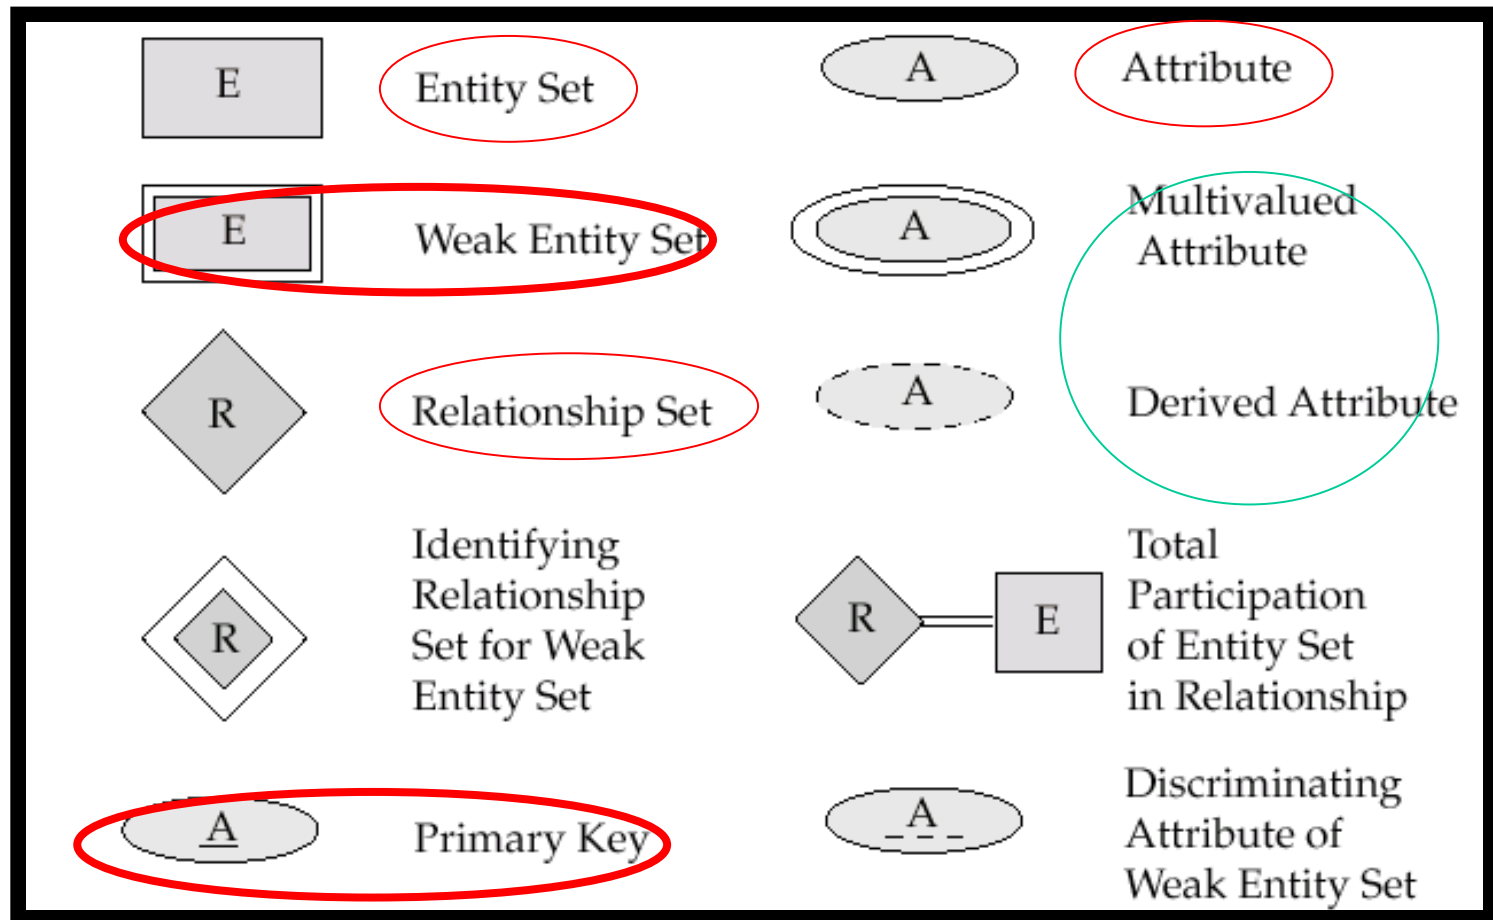 E
Entity Set
A
Attribute
E
Weak Entity Set
A
Multivalued
Attribute
R
Relationship Set
A
Derived Attribute
R
Identifying
Relationship
Set for Weak
Entity Set
R
E
Total
Participation
of Entity Set
in Relationship
A
Primary Key
A
Discriminating
Attribute of
Weak Entity Set